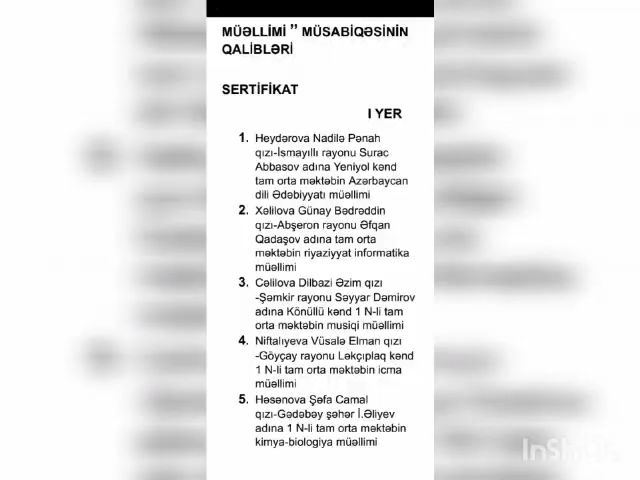 MÜƏLLİMİ ” MÜSABİQƏSİNİN
QALİBLƏRİ
SERTİFİKAT
I YER
1. Heydərova Nadilə Pənah
qızı-İsmayıllı rayonu Surac
Abbasov adına Yeniyol kənd
tam orta məktəbin Azərbaycan
dili Ədəbiyyatı müəllimi
2. Xəlilova Günay Bədrəddin
qızı-Abşeron rayonu Əfqan
Qadaşov adına tam orta
məktəbin riyaziyyat informatika
müəllimi
3. Cəlilova Dilbazi Əzim qızı
-Şəmkir rayonu Səyyar Dəmirov
adına Könüllü kənd 1 N-li tam
orta məktəbin musiqi müəllimi
4. Niftalıyeva Vüsalə Elman qızı
-Göyçay rayonu Ləkçıplaq kənd
1 N-li tam orta məktəbin icma
müəllimi
5. Həsənova Şəfa Camal
qızı-Gədəbəy şəhər İ.Əliyev
adına 1 N-li tam orta məktəbin
kimya-biologiya müəllimi